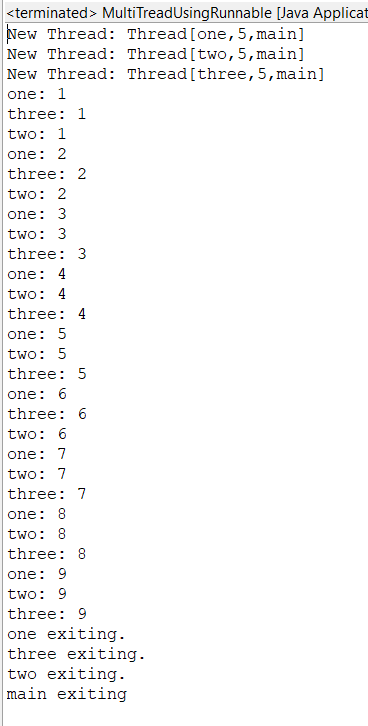 <terminated> MultiTreadUsingRunnable [Java Applicat
New Thread: Thread[one,5,main]
New Thread: Thread[two,5,main]
New Thread: Thread[three,5,main]
one: 1
three: 1
two: 1
one: 2
three: 2
two: 2
one: 3
two: 3
three: 3
one: 4
two: 4
three: 4
one: 5
two: 5
three: 5
one: 6
three: 6
two: 6
one: 7
two: 7
three: 7
one: 8
two: 8
three: 8
one: 9
two: 9
three: 9
one exiting.
three exiting.
two exiting.
main exiting